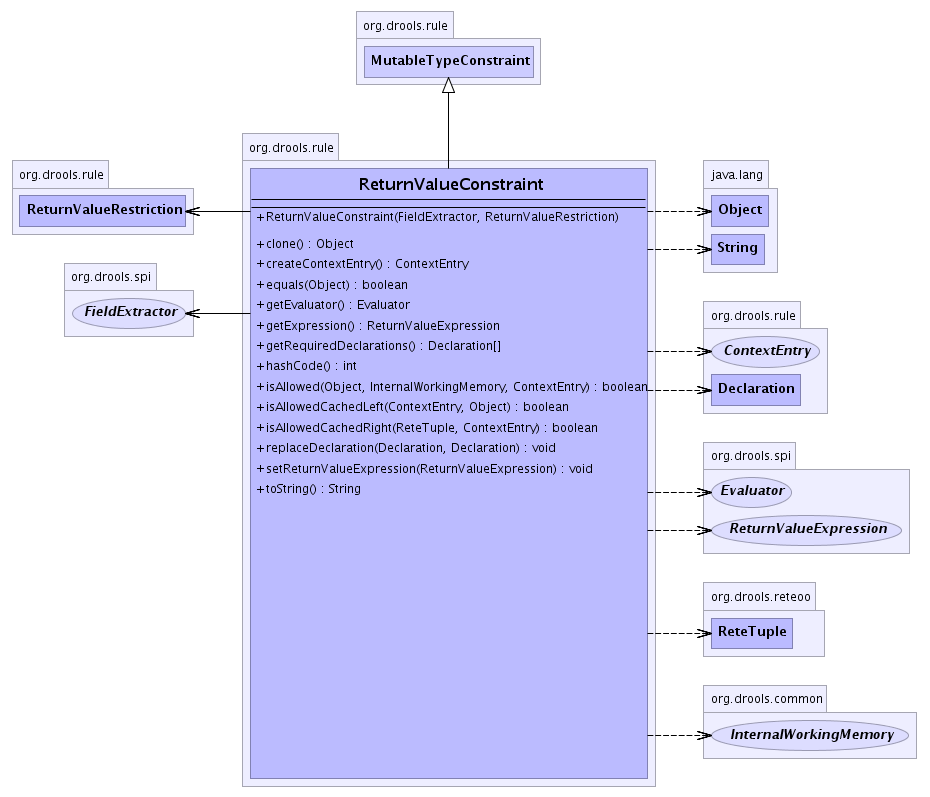 org.drools.rule
MutableTypeConstraint
org.drools.rule
ReturnValueConstraint
+ReturnValueConstraint(FieldExtractor, ReturnValueRestriction)
+clone() : Object
+createContextEntry() : ContextEntry
+equals(Object) : boolean
+getEvaluator() : Evaluator
+getExpression() : ReturnValueExpression
+getRequiredDeclarations() : Declaration[]
+hashCode() : int
+isAllowed(Object, InternalWorkingMemory, ContextEntry) : boolean
+isAllowedCachedLeft(ContextEntry, Object) : boolean
+isAllowedCachedRight(ReteTuple, ContextEntry) : boolean
+replaceDeclaration(Declaration, Declaration) : void
+setReturnValueExpression(ReturnValueExpression) : void
+toString() : String
org.drools.rule
ReturnValueRestriction
org.drools.spi
FieldExtractor
java.lang
Object
String
org.drools.rule
ContextEntry
Declaration
org.drools.spi
Evaluator
ReturnValueExpression
org.drools.reteoo
ReteTuple
org.drools.common
InternalWorkingMemory